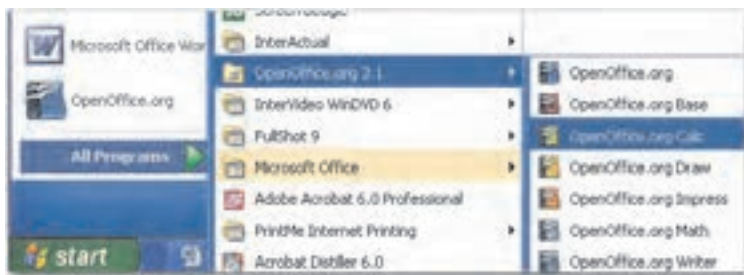 Microsoft Office Wor
OpenOffice.org
All Programs
start
InterActual
OpenOffice.org 2.1
InterVideo WinDVD 6
FullShot 9
Microsoft Office
Adobe Acrobat 6.0 Professional
PrintMe Internet Printing
Acrobat Distiller 6.0
OpenOffice.org
OpenOffice.org Base
OpenOffice.org Calc
OpenOffice.org Draw
OpenOffice.org Impress
OpenOffice.org Math
OpenOffice.org Writer